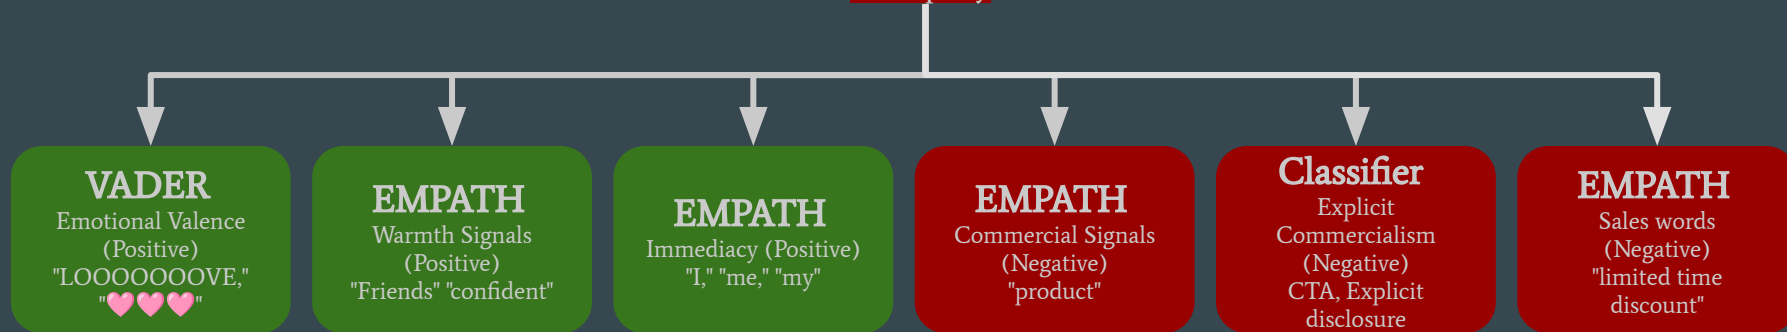 VADER
Emotional Valence
(Positive)
"LOOOOOOOVE,"
"🩷🩷🩷"
EMPATH
Warmth Signals
(Positive)
"Friends" "confident"
EMPATH
Immediacy (Positive)
"I," "me," "my"
EMPATH
Commercial Signals
(Negative)
"product"
Classifier
Explicit
Commercialism
(Negative)
CTA, Explicit
disclosure
EMPATH
Sales words
(Negative)
"limited time
discount"